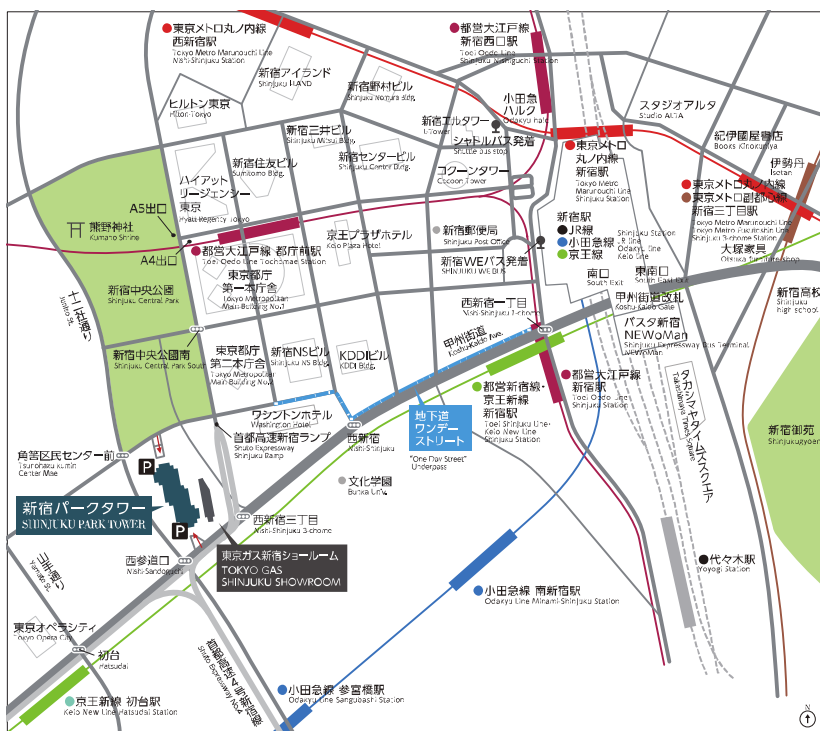 東京メトロ丸ノ内線
西新宿駅
Tokyo Metro Marunouchi Line
Nishi-Shinjuku Station
都営大江戸線
新宿西口駅
Toei Oedo Line
Shinjuku Nishiguchi Station
新宿アイランド
Shinjuku I-LAND
新宿野村ビル
Shinjuku Nomura Bldg.
ヒルトン東京
Hilton Tokyo
小田急
ハルク
Odakyu halc
スタジオアルタ
Studio ALTA
新宿エルタワー
L-Tower
シャトルバス発着
Shuttle bus stop
紀伊國屋書店
Books Kinokuniya
新宿三井ビル
Shinjuku Mitsui Bldg.
新宿住友ビル
Sumitomo Bldg.
新宿センタービル
Shinjuku Center Bldg.
コクーンタワー
Cocoon Tower
東京メトロ
丸ノ内線
新宿駅
Tokyo Metro
Marunouchi Line
Shinjuku Station
伊勢丹
Isetan
東京メトロ丸ノ内線
東京メトロ副都心線
新宿三丁目駅
Tokyo Metro Marunouchi Line
Tokyo Metro Fukutoshin Line
Shinjuku 3-chome Station
ハイアット
リージェンシー
東京
Hyatt Regency Tokyo
A5出口
熊野神社
Kumano Shrine
A4出口
都営大江戸線 都庁前駅
Toei Oedo Line Tochomae Station
京王プラザホテル
Keio Plaza Hotel
新宿郵便局
Shinjuku Post Office
新宿WEバス発着
SHINJUKU WE BUS
新宿駅
JR線
小田急線
京王線
Shinjuku Station
JR Line
Odakyu Line
Keio Line
南口
South Exit
東南口
South East Exit
大塚家具
Otsuka furniture shop
甲州街道改札
Koshu-Kaido Gate
新宿高校
Shinjuku
high school
新宿中央公園
Shinjuku Central Park
東京都庁
第一本庁舎
Tokyo Metropolitan
Main Building No.1
十二社通り
Juniso St.
西新宿一丁目
Nishi-Shinjuku 1-chome
甲州街道
Koshu-Kaido Ave.
バスタ新宿
NEWoMan
Shinjuku Expressway Bus Terminal
NEWoMan
新宿中央公園南
Shinjuku Central Park South
東京都庁
第二本庁舎
Tokyo Metropolitan
Main Building No.2
新宿NSビル
Shinjuku NS Bldg.
KDDIビル
KDDI Bldg.
都営新宿線・
京王新線
新宿駅
Toei Shinjuku Line・
Keio New Line
Shinjuku Station
都営大江戸線
新宿駅
Toei Oedo Line
Shinjuku Station
タカシマヤタイムズスクエア
Takashimaya Times Square
新宿御苑
Shinjukugyoen
ワシントンホテル
Washington Hotel
首都高速新宿ランプ
Shuto Expressway
Shinjuku Ramp
西新宿
Nishi-Shinjuku
地下道
ワンデー
ストリート
"One Day Street"
Underpass
角筈区民センター前
Tsunohazu kumin
Center Mae
P
新宿パークタワー
SHINJUKU PARK TOWER
P
文化学園
Bunka Univ.
西新宿三丁目
Nishi-Shinjuku 3-chome
東京ガス新宿ショールーム
TOKYO GAS
SHINJUKU SHOWROOM
西参道口
Nishi-Sandoguchi
山手通り
Yamate St.
代々木駅
Yoyogi Station
小田急線 南新宿駅
Odakyu Line Minami-Shinjuku Station
東京オペラシティ
Tokyo Opera City
初台
Hatsudai
首都高速4号新宿線
Shuto Expressway No.4
京王新線 初台駅
Keio New Line Hatsudai Station
小田急線 参宮橋駅
Odakyu Line Sangubashi Station
N